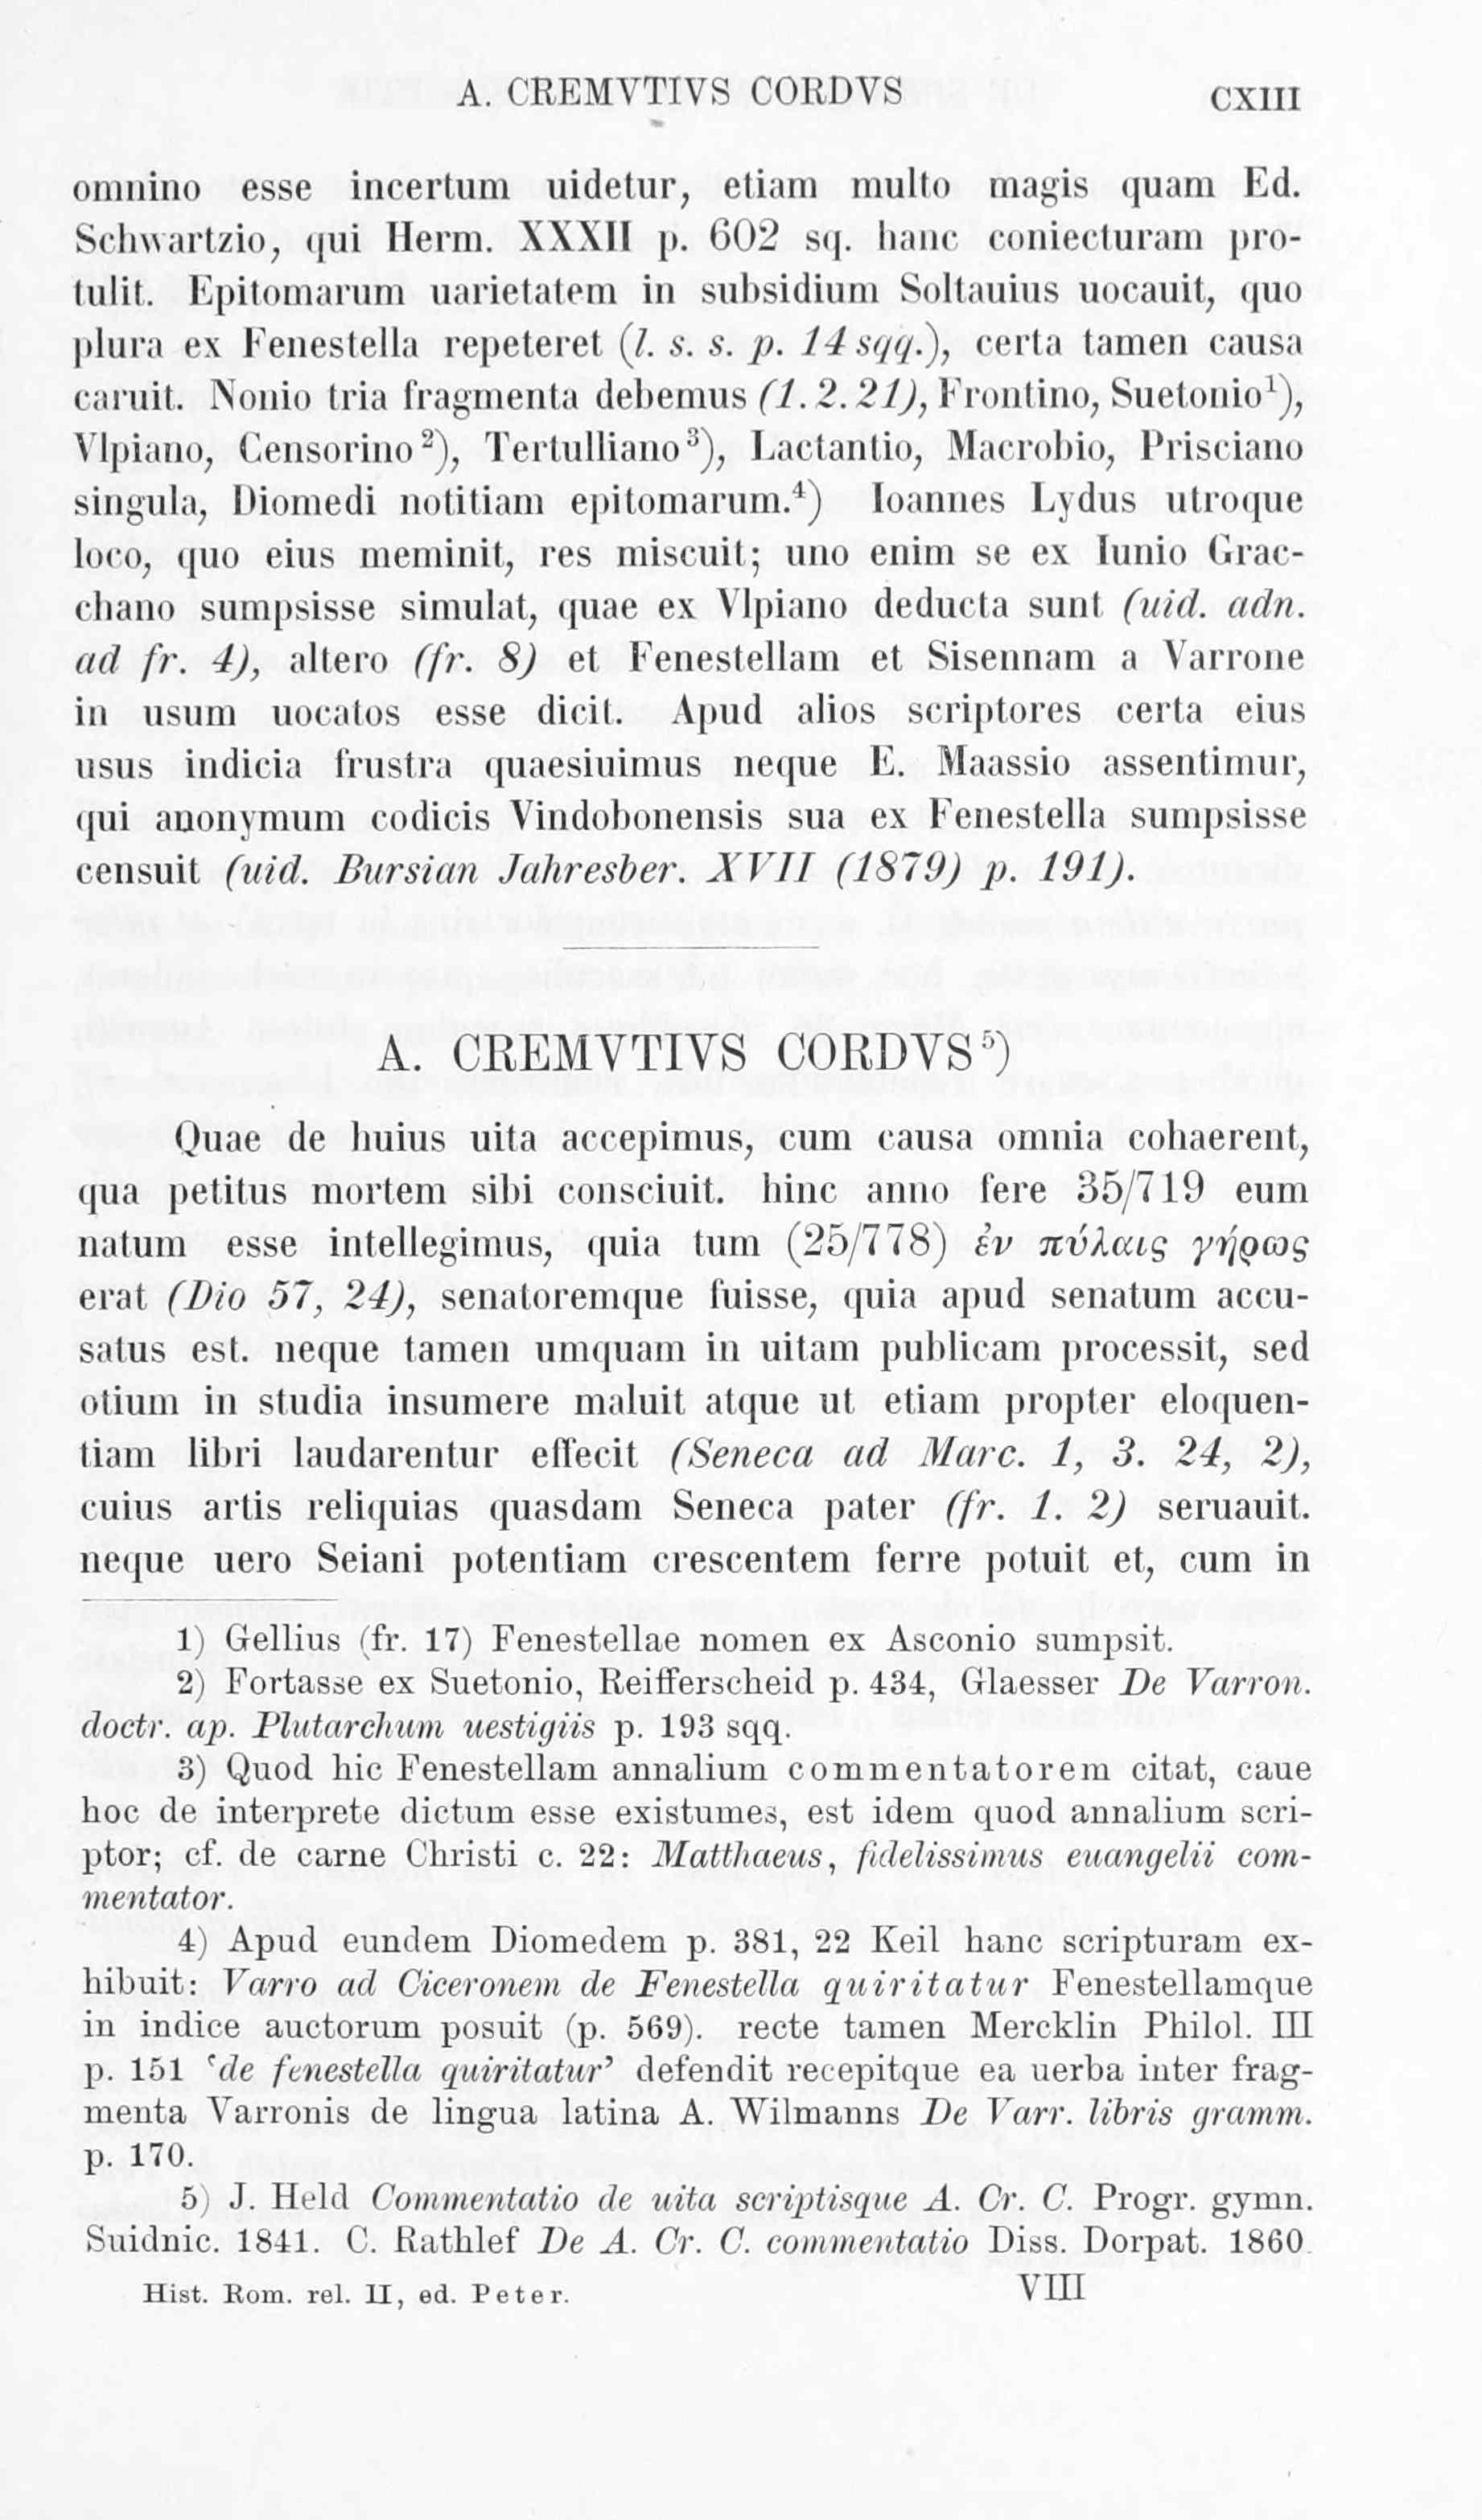 A. CREMVTIVS CORDVS CXIII
omnino esse incertum uidetur, etiam multo magis quam Ed.
Schwartzio, qui Herm. XXXII p. 602 sq. hanc coniecturam pro-
tulit. Epitomarum uarietatem in subsidium Soltauius uocauit, quo
plura ex Fenestella repeteret (l. s. s. p. 14 sqq.), certa tamen causa
caruit. Nonio tria fragmenta debemus (1. 2. 21), Frontino, Suetonio¹),
Vlpiano, Censorino²), Tertulliano³), Lactantio, Macrobio, Prisciano
singula, Diomedi notitiam epitomarum.⁴) Ioannes Lydus utroque
loco, quo eius meminit, res miscuit; uno enim se ex Iunio Grac-
chano sumpsisse simulat, quae ex Vlpiano deducta sunt (uid. adn.
ad fr. 4), altero (fr. 8) et Fenestellam et Sisennam a Varrone
in usum uocatos esse dicit. Apud alios scriptores certa eius
usus indicia frustra quaesiuimus neque E. Maassio assentimur,
qui anonymum codicis Vindobonensis sua ex Fenestella sumpsisse
censuit (uid. Bursian Jahresber. XVII (1879) p. 191).
A. CREMVTIVS CORDVS⁵)
Quae de huius uita accepimus, cum causa omnia cohaerent,
qua petitus mortem sibi consciuit. hinc anno fere 35/719 eum
natum esse intellegimus, quia tum (25/778) ἐν πύλαις γήρως
erat (Dio 57, 24), senatoremque fuisse, quia apud senatum accu-
satus est. neque tamen umquam in uitam publicam processit, sed
otium in studia insumere maluit atque ut etiam propter eloquen-
tiam libri laudarentur effecit (Seneca ad Marc. 1, 3. 24, 2),
cuius artis reliquias quasdam Seneca pater (fr. 1. 2) seruauit.
neque uero Seiani potentiam crescentem ferre potuit et, cum in
1) Gellius (fr. 17) Fenestellae nomen ex Asconio sumpsit.
2) Fortasse ex Suetonio, Reifferscheid p. 434, Glaesser De Varron.
doctr. ap. Plutarchum uestigiis p. 193 sqq.
3) Quod hic Fenestellam annalium commentatorem citat, caue
hoc de interprete dictum esse existumes, est idem quod annalium scri-
ptor; cf. de carne Christi c. 22: Matthaeus, fidelissimus euangelii com-
mentator.
4) Apud eundem Diomedem p. 381, 22 Keil hanc scripturam ex-
hibuit: Varro ad Ciceronem de Fenestella quiritatur Fenestellamque
in indice auctorum posuit (p. 569). recte tamen Mercklin Philol. III
p. 151 ‘de fenestella quiritatur’ defendit recepitque ea uerba inter frag-
menta Varronis de lingua latina A. Wilmanns De Varr. libris gramm.
p. 170.
5) J. Held Commentatio de uita scriptisque A. Cr. C. Progr. gymn.
Suidnic. 1841. C. Rathlef De A. Cr. C. commentatio Diss. Dorpat. 1860.
Hist. Rom. rel. II, ed. Peter. VIII